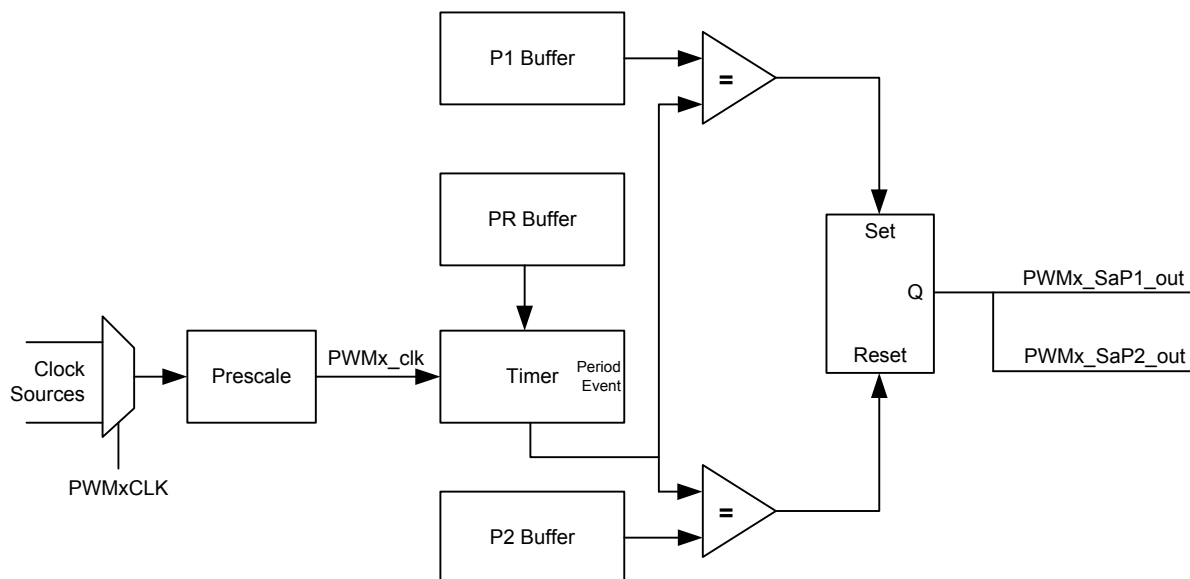 P1 Buffer
=
PR Buffer
Set
Q
PWMx_SaP1_out
Clock
Sources
Prescale
PWMx_clk
Timer
Period
Event
Reset
PWMx_SaP2_out
PWMxCLK
P2 Buffer
=